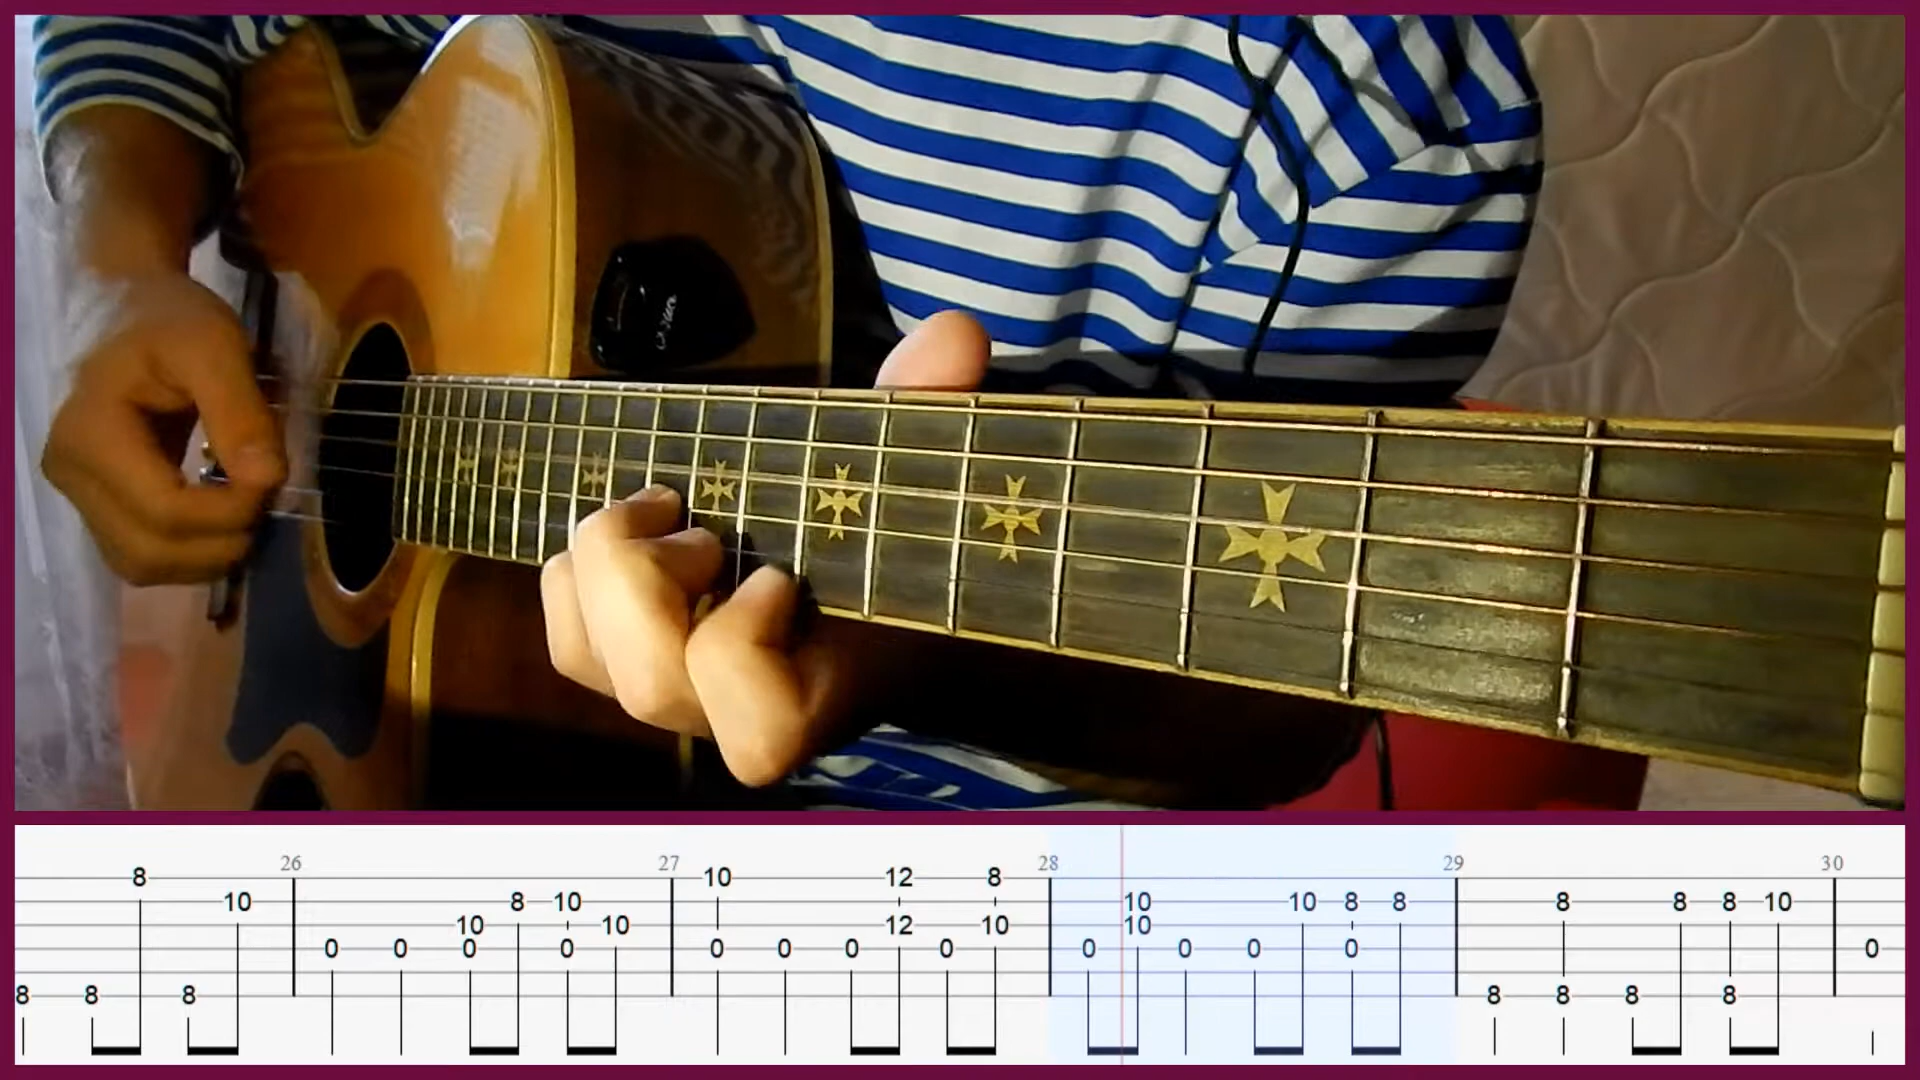 26 27 28 29 30
8 10 12 8
10 8 10 10 10 8 8 8 8 8 10
10 10 12 10 10
0 0 0 0 0 0 0 0 0 0 0 0 0
8 8 8 8 8 8 8